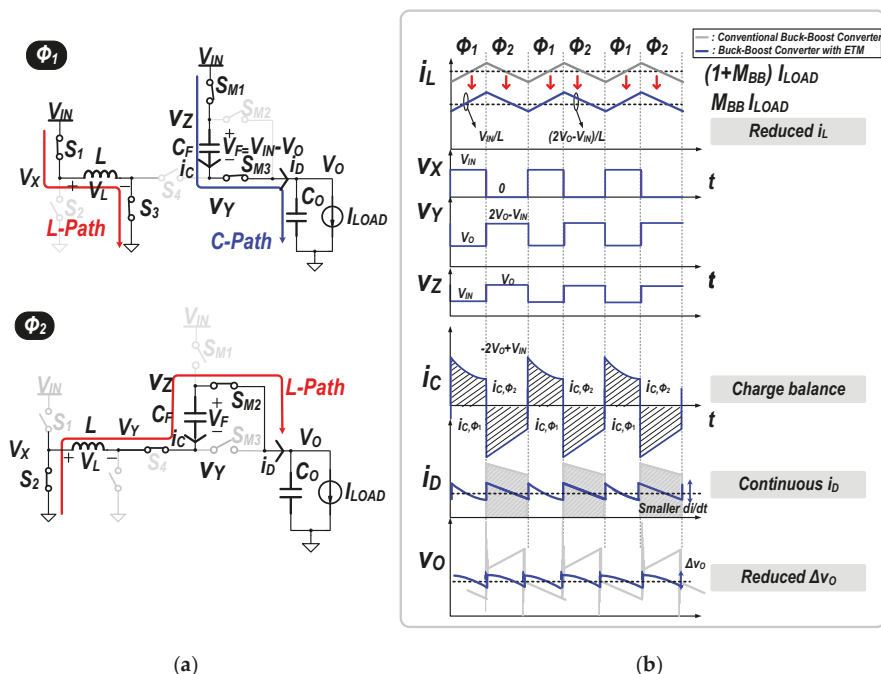 Φ1
VIN
S1
VX
L
VL
+
−
S2
S3
S4
L-Path
VIN
SM1
VZ
SM2
CF
+
−
VF=VIN-VO
iC
SM3
iD
VO
VY
CO
ILOAD
C-Path
Φ2
VIN
SM1
VZ
L-Path
SM2
CF
+
−
VF
S1
VX
L
VY
iC
SM3
+
VL
−
S4
VY
iD
VO
S2
CO
ILOAD
(a)
Φ1 Φ2 Φ1 Φ2 Φ1 Φ2
: Conventional Buck-Boost Converter
: Buck-Boost Converter with ETM
iL
(1+MBB) ILOAD
MBB ILOAD
VIN/L
(2VO-VIN)/L
Reduced iL
vX
VIN
0
t
vY
2VO-VIN
VO
vZ
VIN
VO
t
iC
-2VO+VIN
iC,Φ2 iC,Φ2 iC,Φ2
iC,Φ1 iC,Φ1 iC,Φ1
Charge balance
t
iD
Continuous iD
Smaller di/dt
vO
ΔvO
Reduced ΔvO
(b)